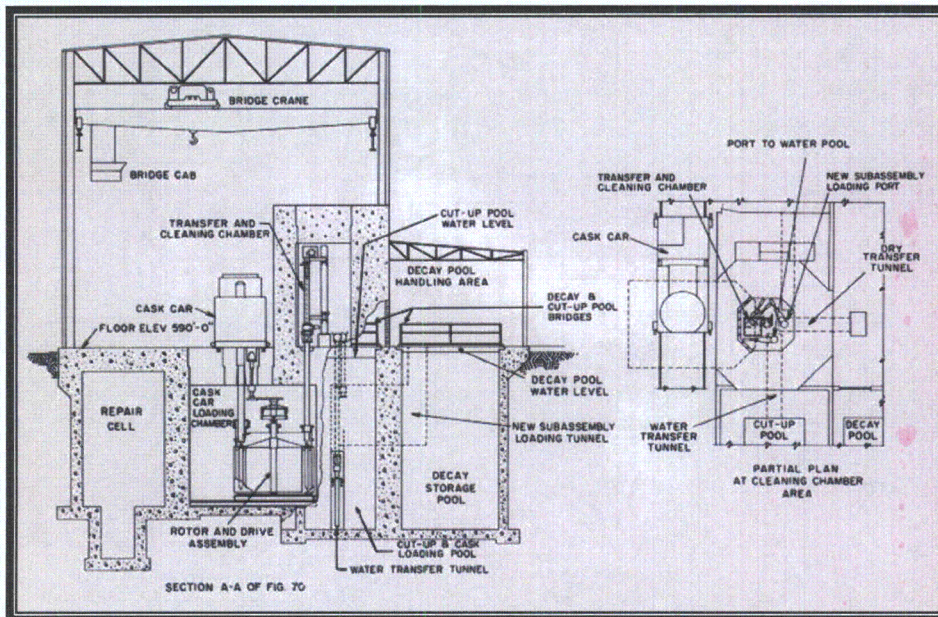 BRIDGE CRANE
BRIDGE CAB
TRANSFER AND
CLEANING CHAMBER
CUT-UP POOL
WATER LEVEL
DECAY POOL
HANDLING AREA
CASK CAR
FLOOR ELEV 590'-0"
DECAY &
CUT-UP POOL
BRIDGES
DECAY POOL
WATER LEVEL
REPAIR
CELL
CASK
CAR
LOADING
CHAMBER
NEW SUBASSEMBLY
LOADING TUNNEL
DECAY
STORAGE
POOL
ROTOR AND DRIVE
ASSEMBLY
CUT-UP & CASK
LOADING POOL
WATER TRANSFER TUNNEL
SECTION A-A OF FIG. 70
PORT TO WATER POOL
TRANSFER AND
CLEANING CHAMBER
NEW SUBASSEMBLY
LOADING PORT
CASK CAR
DRY
TRANSFER
TUNNEL
WATER
TRANSFER
TUNNEL
CUT-UP
POOL
DECAY
POOL
PARTIAL PLAN
AT CLEANING CHAMBER
AREA